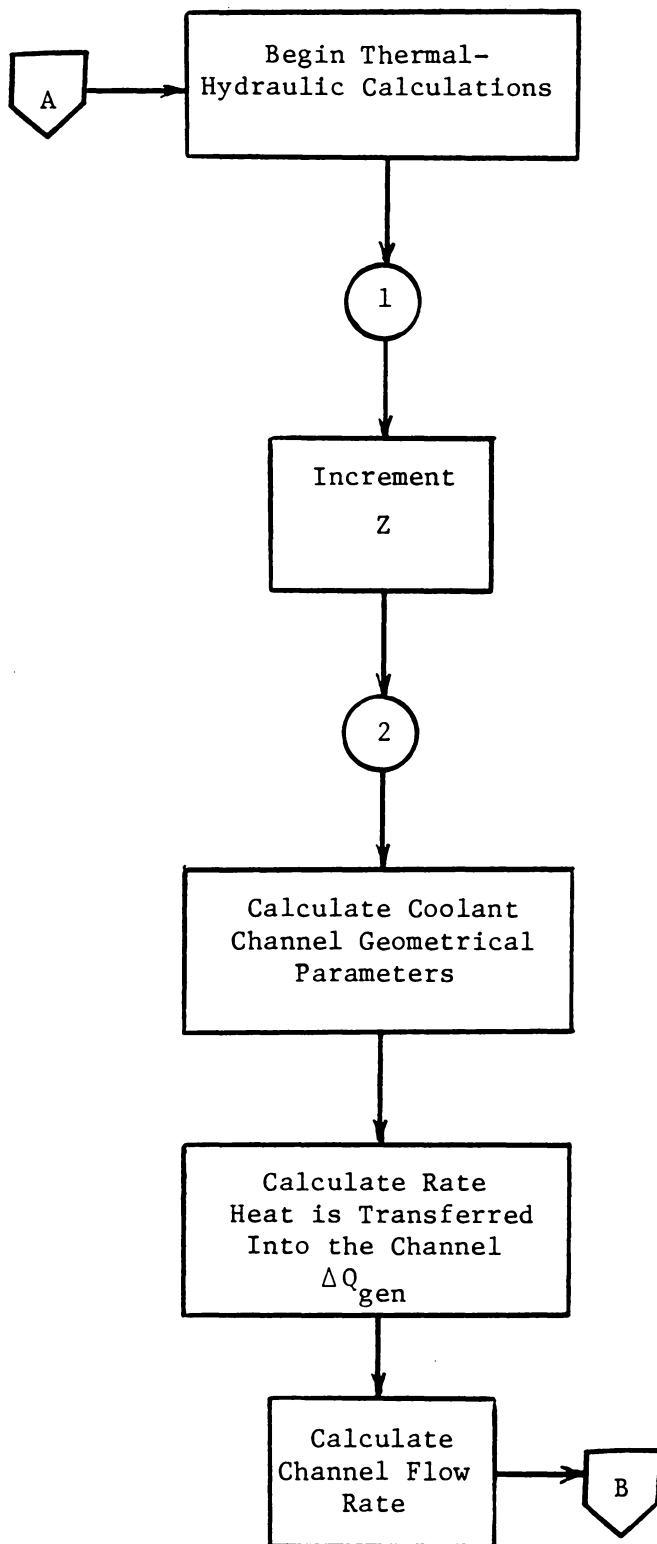 A
Begin Thermal-
Hydraulic Calculations
1
Increment
Z
2
Calculate Coolant
Channel Geometrical
Parameters
Calculate Rate
Heat is Transferred
Into the Channel
ΔQgen
Calculate
Channel Flow
Rate
B